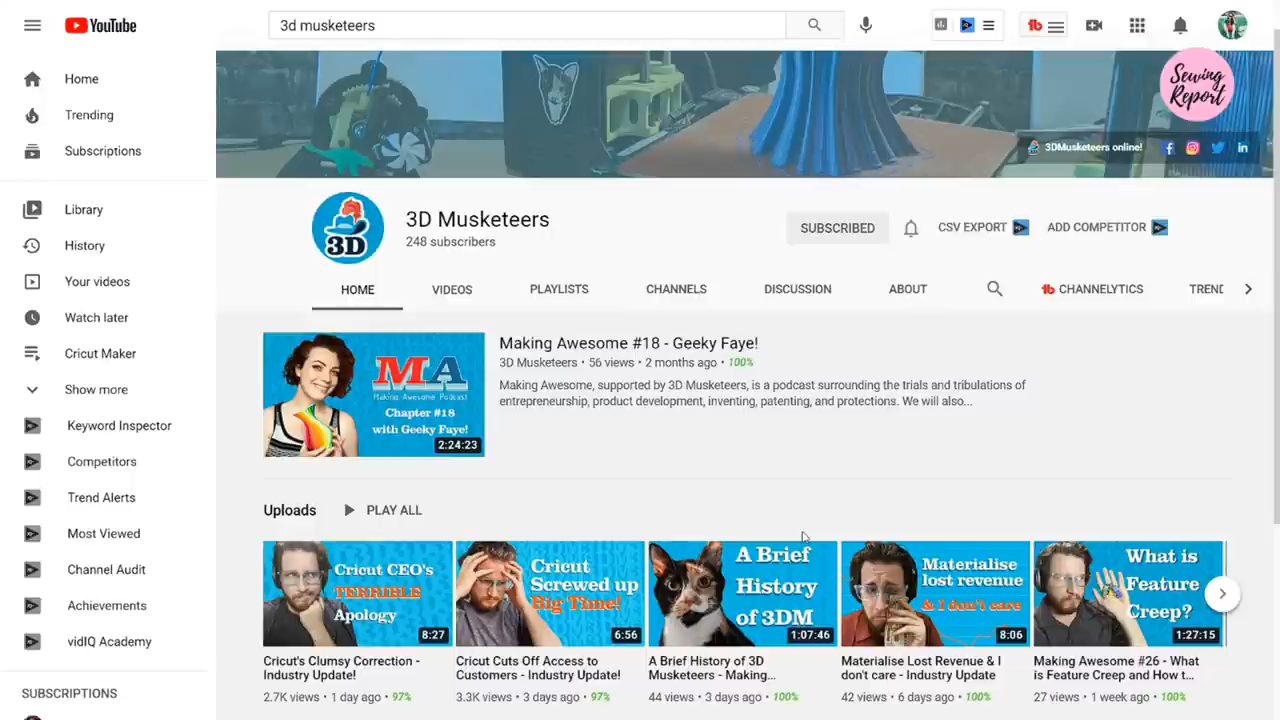 YouTube
3d musketeers
Home
Trending
Subscriptions
Library
History
Your videos
Watch later
Cricut Maker
Show more
Keyword Inspector
Competitors
Trend Alerts
Most Viewed
Channel Audit
Achievements
vidIQ Academy
SUBSCRIPTIONS
Sewing
Report
3DMusketeers online!
3D
3D Musketeers
248 subscribers
SUBSCRIBED
CSV EXPORT
ADD COMPETITOR
HOME
VIDEOS
PLAYLISTS
CHANNELS
DISCUSSION
ABOUT
CHANNELYTICS
TREND
MA
Making Awesome Podcast
Chapter #18
with Geeky Faye!
2:24:23
Making Awesome #18 - Geeky Faye!
3D Musketeers • 56 views • 2 months ago • 100%
Making Awesome, supported by 3D Musketeers, is a podcast surrounding the trials and tribulations of
entrepreneurship, product development, inventing, patenting, and protections. We will also...
Uploads
PLAY ALL
Cricut CEO's
TERRIBLE
Apology
8:27
Cricut's Clumsy Correction -
Industry Update!
2.7K views • 1 day ago • 97%
Cricut
Screwed up
Big Time!
6:56
Cricut Cuts Off Access to
Customers - Industry Update!
3.3K views • 3 days ago • 97%
A Brief
History
of 3DM
1:07:46
A Brief History of 3D
Musketeers - Making...
44 views • 3 days ago • 100%
Materialise
lost revenue
& I don't care
8:06
Materialise Lost Revenue & I
don't care - Industry Update
42 views • 6 days ago • 100%
What is
Feature
Creep?
1:27:15
Making Awesome #26 - What
is Feature Creep and How t...
27 views • 1 week ago • 100%